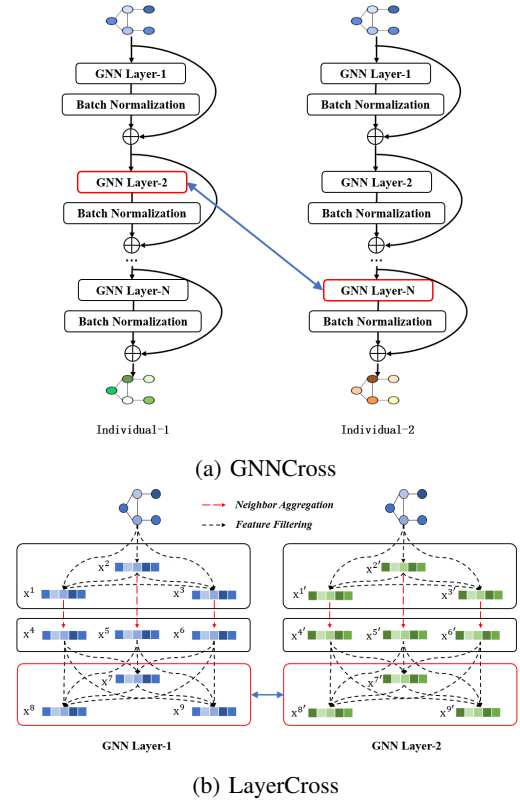 GNN Layer-1
Batch Normalization
GNN Layer-2
Batch Normalization
...
GNN Layer-N
Batch Normalization
Individual-1
GNN Layer-1
Batch Normalization
GNN Layer-2
Batch Normalization
...
GNN Layer-N
Batch Normalization
Individual-2
(a) GNNCross
Neighbor Aggregation
Feature Filtering
x² 
x¹ x³
x⁴ x⁵ x⁶
x⁷
x⁸ x⁹
GNN Layer-1
x²′
x¹′ x³′
x⁴′ x⁵′ x⁶′
x⁷′
x⁸′ x⁹′
GNN Layer-2
(b) LayerCross